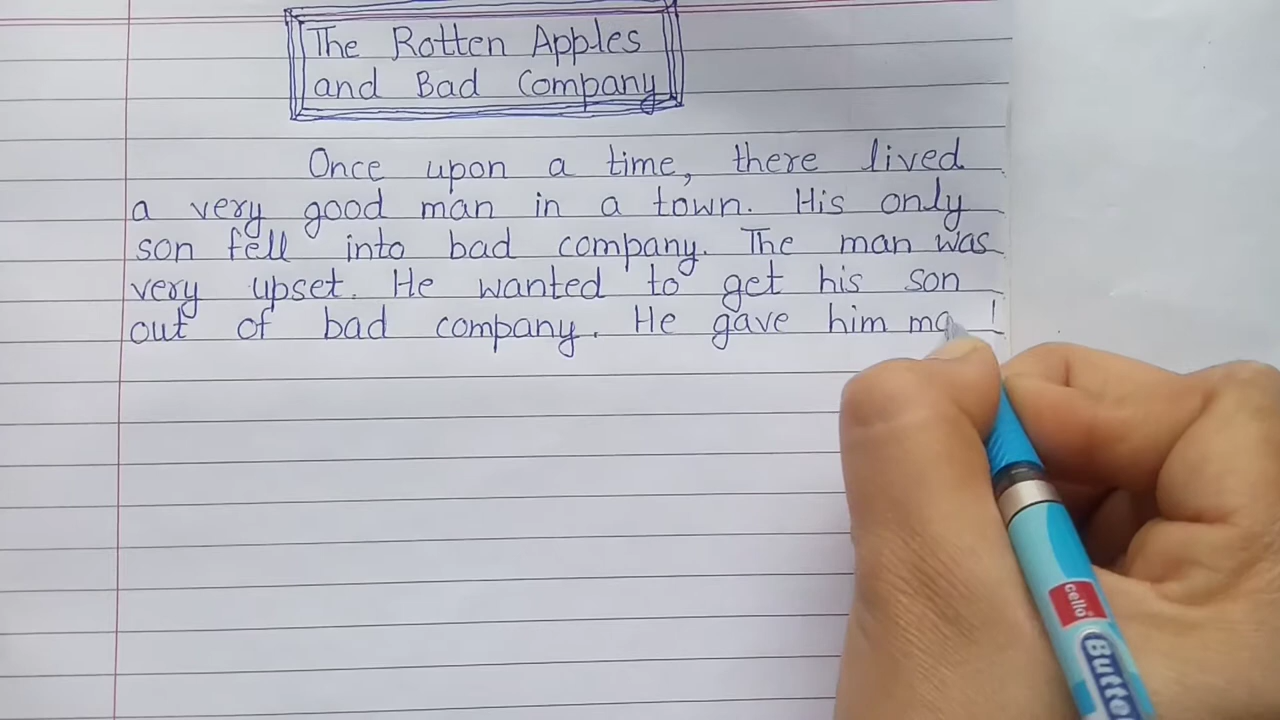 The Rotten Apples
and Bad Company
Once upon a time, there lived
a very good man in a town. His only
son fell into bad company. The man was
very upset. He wanted to get his son
out of bad company. He gave him
cello
Butte